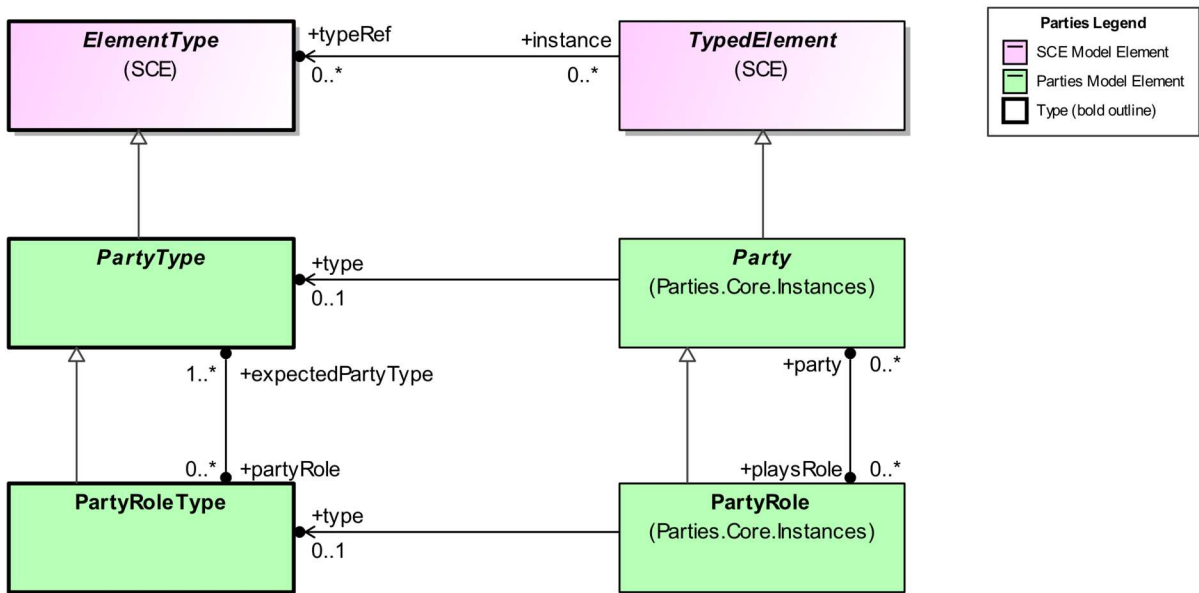 ElementType
(SCE)
+typeRef
0..*
+instance
0..*
TypedElement
(SCE)
Parties Legend
SCE Model Element
Parties Model Element
Type (bold outline)
PartyType
+type
0..1
Party
(Parties.Core.Instances)
1..*
+expectedPartyType
+party
0..*
0..*
+partyRole
+playsRole
0..*
PartyRoleType
+type
0..1
PartyRole
(Parties.Core.Instances)